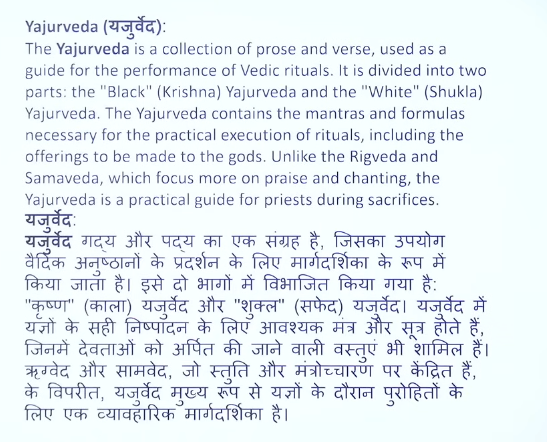 Yajurveda (यजुर्वेद):
The Yajurveda is a collection of prose and verse, used as a
guide for the performance of Vedic rituals. It is divided into two
parts: the "Black" (Krishna) Yajurveda and the "White" (Shukla)
Yajurveda. The Yajurveda contains the mantras and formulas
necessary for the practical execution of rituals, including the
offerings to be made to the gods. Unlike the Rigveda and
Samaveda, which focus more on praise and chanting, the
Yajurveda is a practical guide for priests during sacrifices.
यजुर्वेद:
यजुर्वेद गद्य और पद्य का एक संग्रह है, जिसका उपयोग
वैदिक अनुष्ठानों के प्रदर्शन के लिए मार्गदर्शिका के रूप में
किया जाता है। इसे दो भागों में विभाजित किया गया है:
"कृष्ण" (काला) यजुर्वेद और "शुक्ल" (सफेद) यजुर्वेद। यजुर्वेद में
यज्ञों के सही निष्पादन के लिए आवश्यक मंत्र और सूत्र होते हैं,
जिनमें देवताओं को अर्पित की जाने वाली वस्तुएं भी शामिल हैं।
ऋग्वेद और सामवेद, जो स्तुति और मंत्रोच्चारण पर केंद्रित हैं,
के विपरीत, यजुर्वेद मुख्य रूप से यज्ञों के दौरान पुरोहितों के
लिए एक व्यावहारिक मार्गदर्शिका है।